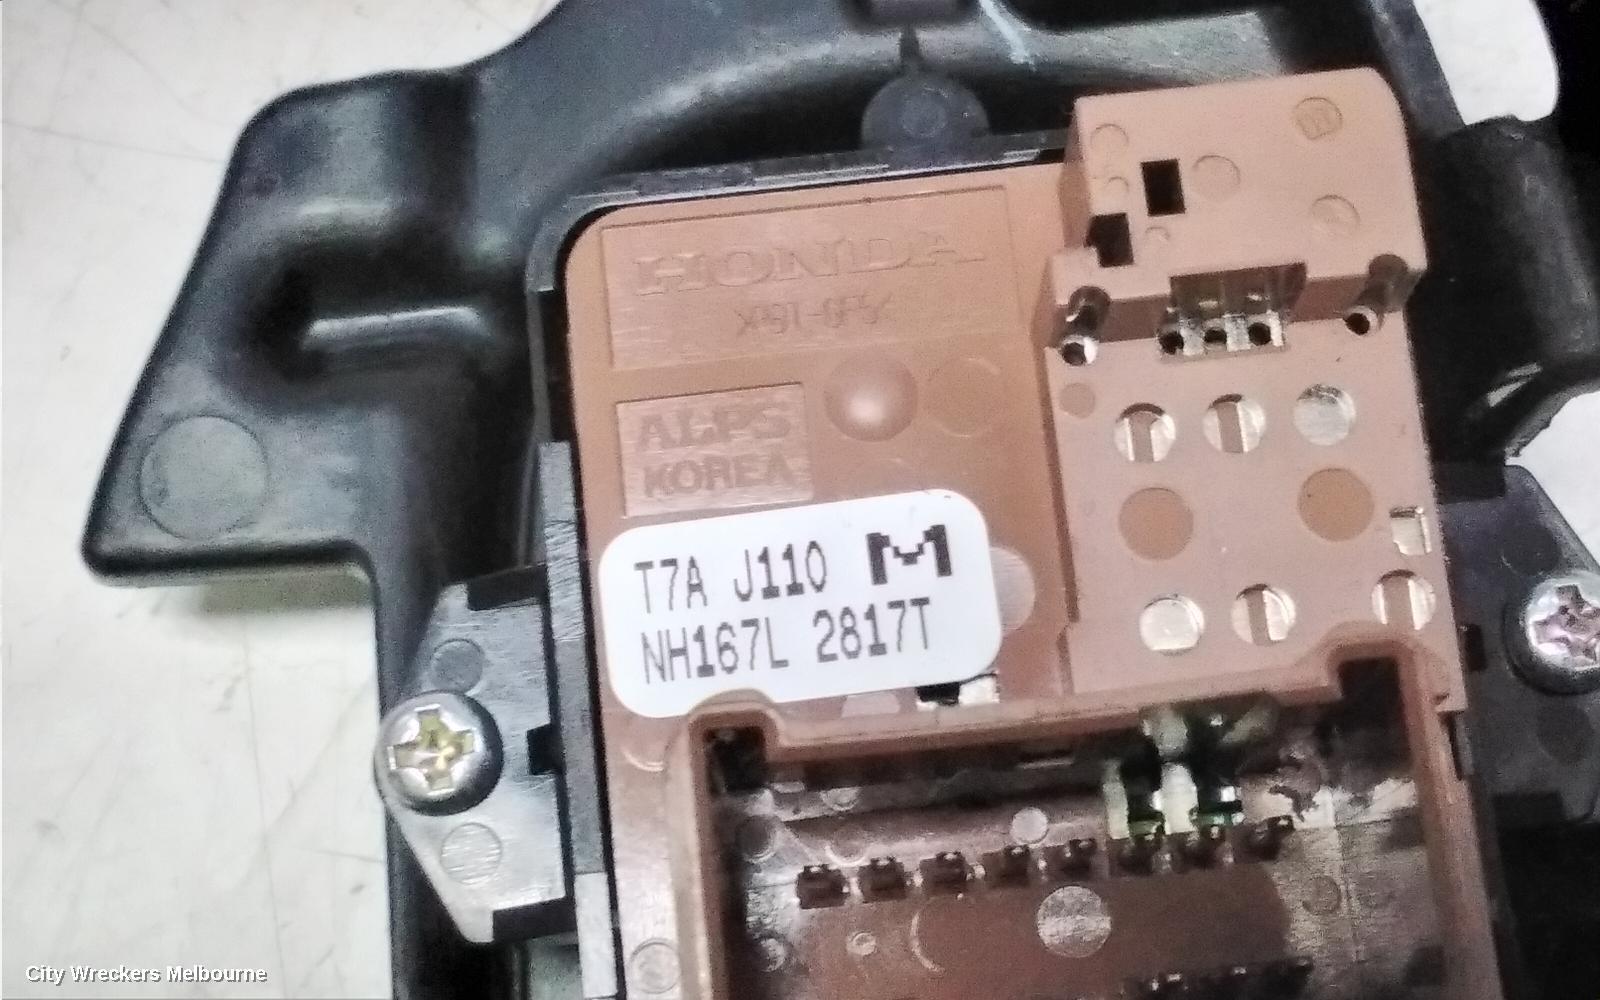 HONDA
ALPS
KOREA
T7A J110 M
NH167L 2817T
City Wreckers Melbourne